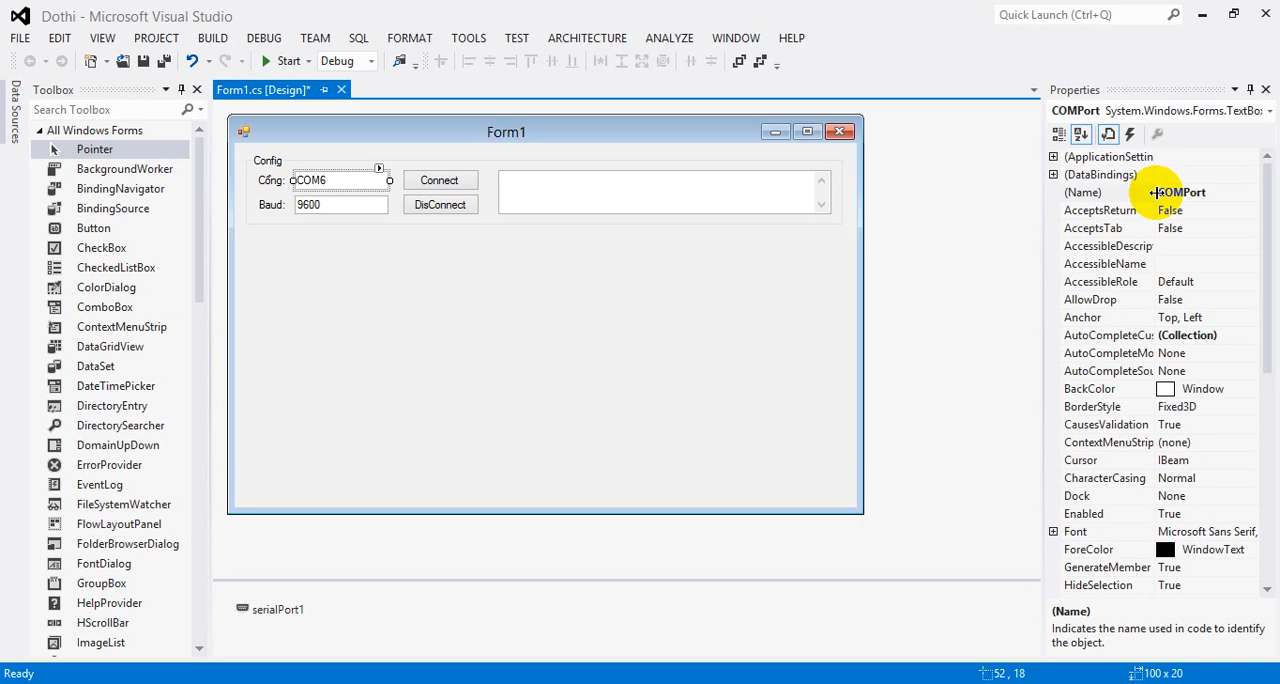 Dothi - Microsoft Visual Studio
Quick Launch (Ctrl+Q)
FILE EDIT VIEW PROJECT BUILD DEBUG TEAM SQL FORMAT TOOLS TEST ARCHITECTURE ANALYZE WINDOW HELP
Start Debug
Data Sources
Toolbox
Search Toolbox
All Windows Forms
Pointer
BackgroundWorker
BindingNavigator
BindingSource
Button
CheckBox
CheckedListBox
ColorDialog
ComboBox
ContextMenuStrip
DataGridView
DataSet
DateTimePicker
DirectoryEntry
DirectorySearcher
DomainUpDown
ErrorProvider
EventLog
FileSystemWatcher
FlowLayoutPanel
FolderBrowserDialog
FontDialog
GroupBox
HelpProvider
HScrollBar
ImageList
Form1.cs [Design]*
Form1
Config
Cổng: COM6 Connect
Baud: 9600 DisConnect
serialPort1
Properties
COMPort System.Windows.Forms.TextBo
(ApplicationSettin
(DataBindings)
(Name) COMPort
AcceptsReturn False
AcceptsTab False
AccessibleDescrip
AccessibleName
AccessibleRole Default
AllowDrop False
Anchor Top, Left
AutoCompleteCus (Collection)
AutoCompleteMo None
AutoCompleteSou None
BackColor Window
BorderStyle Fixed3D
CausesValidation True
ContextMenuStrip (none)
Cursor IBeam
CharacterCasing Normal
Dock None
Enabled True
Font Microsoft Sans Serif,
ForeColor WindowText
GenerateMember True
HideSelection True
(Name)
Indicates the name used in code to identify
the object.
Ready
52 , 18
100 x 20